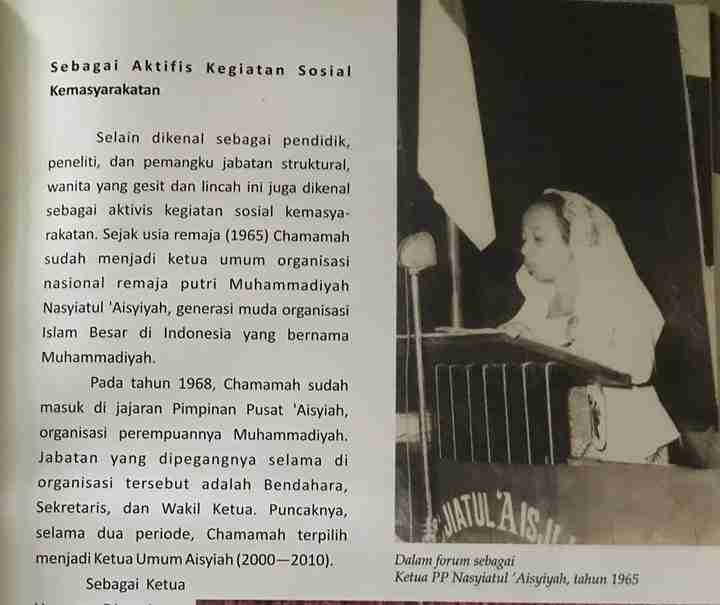 Sebagai Aktifis Kegiatan Sosial
Kemasyarakatan
Selain dikenal sebagai pendidik,
peneliti, dan pemangku jabatan struktural,
wanita yang gesit dan lincah ini juga dikenal
sebagai aktivis kegiatan sosial kemasya-
rakatan. Sejak usia remaja (1965) Chamamah
sudah menjadi ketua umum organisasi
nasional remaja putri Muhammadiyah
Nasyiatul 'Aisyiyah, generasi muda organisasi
Islam Besar di Indonesia yang bernama
Muhammadiyah.
Pada tahun 1968, Chamamah sudah
masuk di jajaran Pimpinan Pusat 'Aisyiah,
organisasi perempuannya Muhammadiyah.
Jabatan yang dipegangnya selama di
organisasi tersebut adalah Bendahara,
Sekretaris, dan Wakil Ketua. Puncaknya,
selama dua periode, Chamamah terpilih
menjadi Ketua Umum Aisyiah (2000—2010).
Sebagai Ketua
JIATUL 'AISJI
Dalam forum sebagai
Ketua PP Nasyiatul 'Aisyiyah, tahun 1965